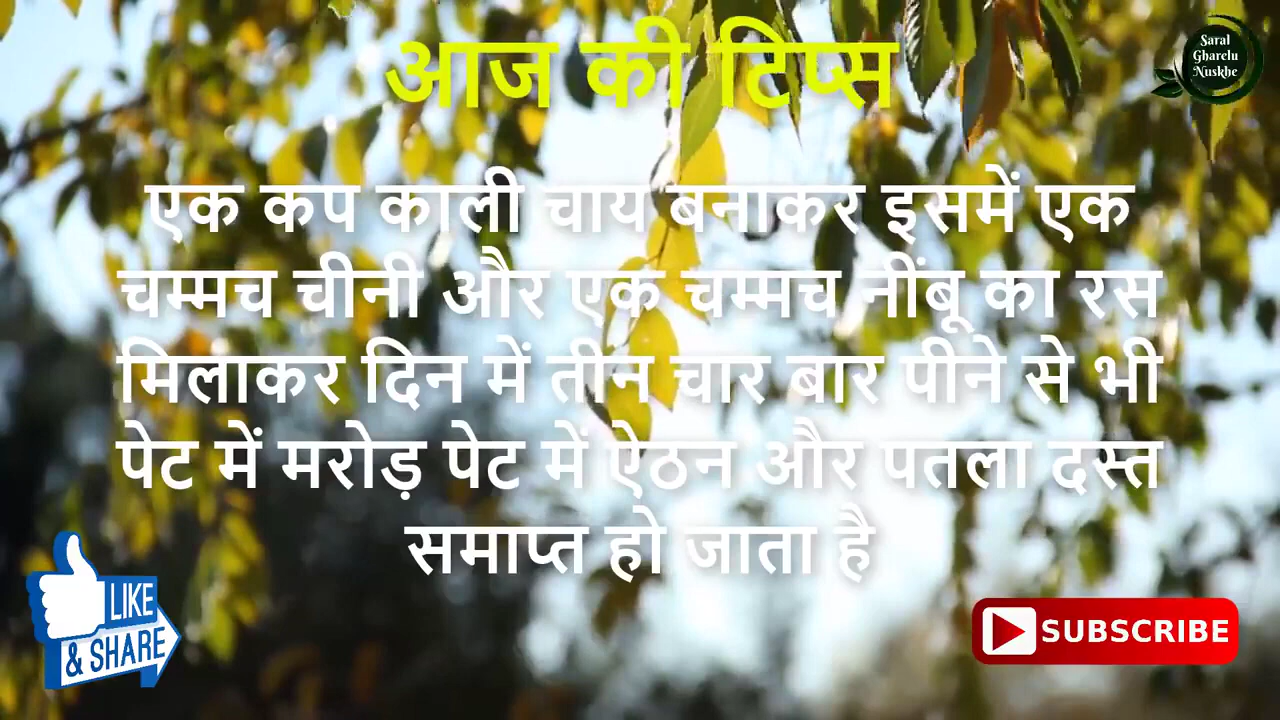 आज की टिप्स
Saral
Gharelu
Nuskhe
एक कप काली चाय बनाकर इसमें एक
चम्मच चीनी और एक चम्मच नींबू का रस
मिलाकर दिन में तीन चार बार पीने से भी
पेट में मरोड़ पेट में ऐठन और पतला दस्त
समाप्त हो जाता है
LIKE
& SHARE
SUBSCRIBE